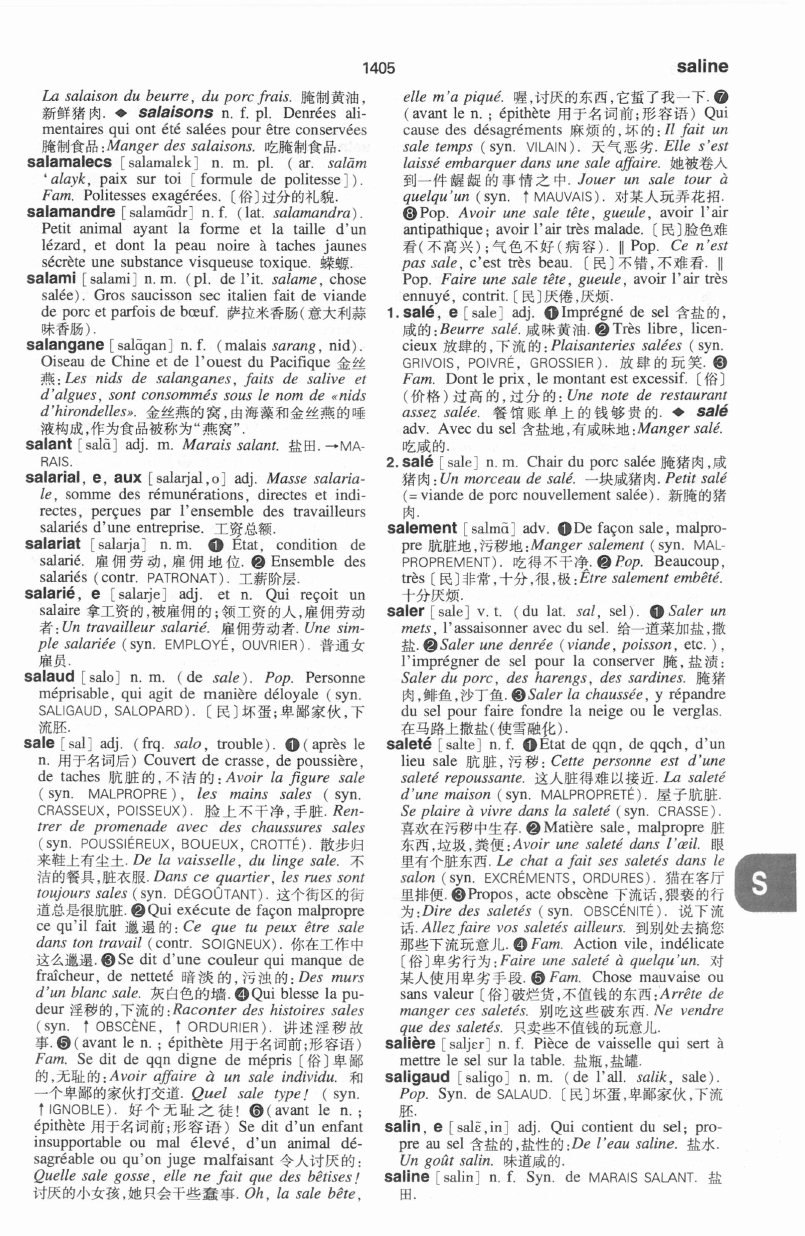 1405
saline
La salaison du beurre, du porc frais. 腌制黄油,
新鲜猪肉. ◆ salaisons n. f. pl. Denrées ali-
mentaires qui ont été salées pour être conservées
腌制食品:Manger des salaisons. 吃腌制食品.
salamalecs [salamalɛk] n. m. pl. (ar. salām
‘alayk, paix sur toi [formule de politesse]).
Fam. Politesses exagérées. 〔俗〕过分的礼貌.
salamandre [salamɑ̃dr] n. f. (lat. salamandra).
Petit animal ayant la forme et la taille d'un
lézard, et dont la peau noire à taches jaunes
sécrète une substance visqueuse toxique. 蝾螈.
salami [salami] n. m. (pl. de l'it. salame, chose
salée). Gros saucisson sec italien fait de viande
de porc et parfois de bœuf. 萨拉米香肠(意大利蒜
味香肠).
salangane [salɑ̃gan] n. f. (malais sarang, nid).
Oiseau de Chine et de l'ouest du Pacifique 金丝
燕:Les nids de salanganes, faits de salive et
d'algues, sont consommés sous le nom de «nids
d'hirondelles». 金丝燕的窝,由海藻和金丝燕的唾
液构成,作为食品被称为“燕窝”.
salant [salɑ̃] adj. m. Marais salant. 盐田. →MA-
RAIS.
salarial, e, aux [salarjal,o] adj. Masse salaria-
le, somme des rémunérations, directes et indi-
rectes, perçues par l'ensemble des travailleurs
salariés d'une entreprise. 工资总额.
salariat [salarja] n. m. ❶ État, condition de
salarié. 雇佣劳动,雇佣地位. ❷ Ensemble des
salariés (contr. PATRONAT). 工薪阶层.
salarié, e [salarje] adj. et n. Qui reçoit un
salaire 拿工资的,被雇佣的;领工资的人,雇佣劳动
者:Un travailleur salarié. 雇佣劳动者. Une sim-
ple salariée (syn. EMPLOYÉ, OUVRIER). 普通女
雇员.
salaud [salo] n. m. (de sale). Pop. Personne
méprisable, qui agit de manière déloyale (syn.
SALIGAUD, SALOPARD). 〔民〕坏蛋;卑鄙家伙,下
流胚.
sale [sal] adj. (frq. salo, trouble). ❶(après le
n. 用于名词后) Couvert de crasse, de poussière,
de taches 肮脏的,不洁的:Avoir la figure sale
(syn. MALPROPRE), les mains sales (syn.
CRASSEUX, POISSEUX). 脸上不干净,手脏. Ren-
trer de promenade avec des chaussures sales
(syn. POUSSIÉREUX, BOUEUX, CROTTÉ). 散步归
来鞋上有尘土. De la vaisselle, du linge sale. 不
洁的餐具,脏衣服. Dans ce quartier, les rues sont
toujours sales (syn. DÉGOÛTANT). 这个街区的街
道总是很肮脏. ❷Qui exécute de façon malpropre
ce qu'il fait 邋遢的: Ce que tu peux être sale
dans ton travail (contr. SOIGNEUX). 你在工作中
这么邋遢. ❸Se dit d'une couleur qui manque de
fraîcheur, de netteté 暗淡的,污浊的: Des murs
d'un blanc sale. 灰白色的墙. ❹Qui blesse la pu-
deur 淫秽的,下流的:Raconter des histoires sales
(syn. ↑ OBSCÈNE, ↑ ORDURIER). 讲述淫秽故
事. ❺(avant le n. ; épithète 用于名词前;形容语)
Fam. Se dit de qqn digne de mépris〔俗〕卑鄙
的,无耻的:Avoir affaire à un sale individu. 和
一个卑鄙的家伙打交道. Quel sale type! (syn.
↑IGNOBLE). 好个无耻之徒! ❻(avant le n. ;
épithète 用于名词前;形容语) Se dit d'un enfant
insupportable ou mal élevé, d'un animal dé-
sagréable ou qu'on juge malfaisant 令人讨厌的:
Quelle sale gosse, elle ne fait que des bêtises!
讨厌的小女孩,她只会干些蠢事. Oh, la sale bête,
elle m'a piqué. 喔,讨厌的东西,它蜇了我一下. ❼
(avant le n. ; épithète 用于名词前;形容语) Qui
cause des désagréments 麻烦的,坏的: Il fait un
sale temps (syn. VILAIN). 天气恶劣. Elle s'est
laissé embarquer dans une sale affaire. 她被卷入
到一件龌龊的事情之中. Jouer un sale tour à
quelqu'un (syn. ↑ MAUVAIS). 对某人玩弄花招.
❽Pop. Avoir une sale tête, gueule, avoir l'air
antipathique; avoir l'air très malade. 〔民〕脸色难
看(不高兴);气色不好(病容). ‖ Pop. Ce n'est
pas sale, c'est très beau. 〔民〕不错,不难看. ‖
Pop. Faire une sale tête, gueule, avoir l'air très
ennuyé, contrit. 〔民〕厌倦,厌烦.
1. salé, e [sale] adj. ❶Imprégné de sel 含盐的,
咸的:Beurre salé. 咸味黄油. ❷Très libre, licen-
cieux 放肆的,下流的:Plaisanteries salées (syn.
GRIVOIS, POIVRÉ, GROSSIER). 放肆的玩笑. ❸
Fam. Dont le prix, le montant est excessif. 〔俗〕
(价格)过高的,过分的: Une note de restaurant
assez salée. 餐馆账单上的钱够贵的. ◆ salé
adv. Avec du sel 含盐地,有咸味地:Manger salé.
吃咸的.
2. salé [sale] n. m. Chair du porc salée 腌猪肉,咸
猪肉:Un morceau de salé. 一块咸猪肉. Petit salé
(= viande de porc nouvellement salée). 新腌的猪
肉.
salement [salmɑ̃] adv. ❶De façon sale, malpro-
pre 肮脏地,污秽地:Manger salement (syn. MAL-
PROPREMENT). 吃得不干净. ❷ Pop. Beaucoup,
très〔民〕非常,十分,很,极:Être salement embêté.
十分厌烦.
saler [sale] v. t. (du lat. sal, sel). ❶ Saler un
mets, l'assaisonner avec du sel. 给一道菜加盐,撒
盐. ❷Saler une denrée (viande, poisson, etc.),
l'imprégner de sel pour la conserver 腌,盐渍:
Saler du porc, des harengs, des sardines. 腌猪
肉,鲱鱼,沙丁鱼. ❸Saler la chaussée, y répandre
du sel pour faire fondre la neige ou le verglas.
在马路上撒盐(使雪融化).
saleté [salte] n. f. ❶État de qqn, de qqch, d'un
lieu sale 肮脏,污秽: Cette personne est d'une
saleté repoussante. 这人脏得难以接近. La saleté
d'une maison (syn. MALPROPRETÉ). 屋子肮脏.
Se plaire à vivre dans la saleté (syn. CRASSE).
喜欢在污秽中生存. ❷Matière sale, malpropre 脏
东西,垃圾,粪便:Avoir une saleté dans l'œil. 眼
里有个脏东西. Le chat a fait ses saletés dans le
salon (syn. EXCRÉMENTS, ORDURES). 猫在客厅
里排便. ❸Propos, acte obscène 下流话,猥亵的行
为:Dire des saletés (syn. OBSCÉNITÉ). 说下流
话. Allez faire vos saletés ailleurs. 到别处去搞您
那些下流玩意儿. ❹ Fam. Action vile, indélicate
〔俗〕卑劣行为: Faire une saleté à quelqu'un. 对
某人使用卑劣手段. ❺ Fam. Chose mauvaise ou
sans valeur〔俗〕破烂货,不值钱的东西:Arrête de
manger ces saletés. 别吃这些破东西. Ne vendre
que des saletés. 只卖些不值钱的玩意儿.
salière [saljer] n. f. Pièce de vaisselle qui sert à
mettre le sel sur la table. 盐瓶,盐罐.
saligaud [saligo] n. m. (de l'all. salik, sale).
Pop. Syn. de SALAUD. 〔民〕坏蛋,卑鄙家伙,下流
胚.
salin, e [salɛ̃,in] adj. Qui contient du sel; pro-
pre au sel 含盐的,盐性的:De l'eau saline. 盐水.
Un goût salin. 味道咸的.
saline [salin] n. f. Syn. de MARAIS SALANT. 盐
田.
S